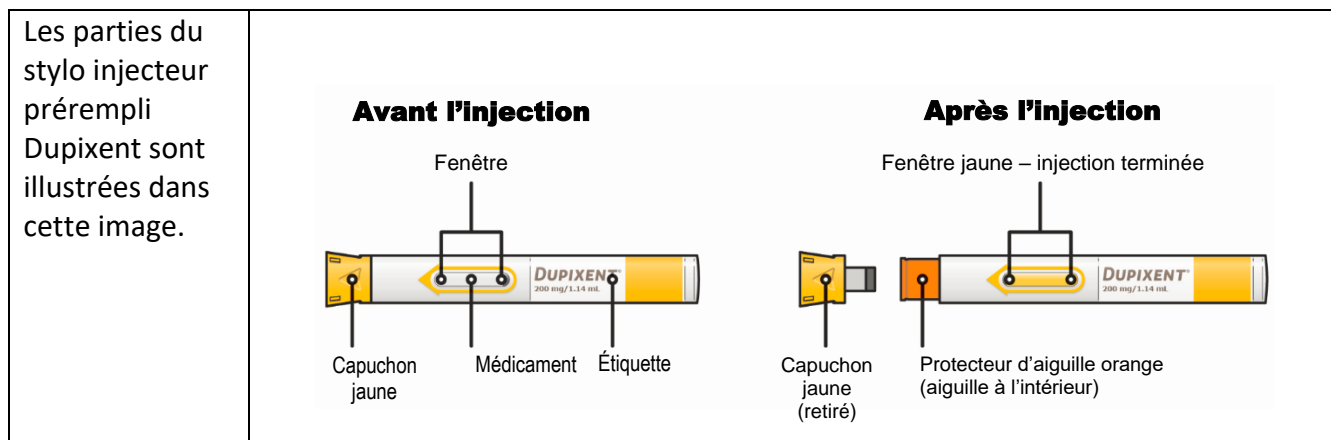 Les parties du
stylo injecteur
prérempli
Dupixent sont
illustrées dans
cette image.
Avant l’injection
Fenêtre
DUPIXENT
200 mg/1.14 mL
Capuchon
jaune
Médicament
Étiquette
Après l’injection
Fenêtre jaune – injection terminée
DUPIXENT
200 mg/1.14 mL
Capuchon
jaune
(retiré)
Protecteur d’aiguille orange
(aiguille à l’intérieur)